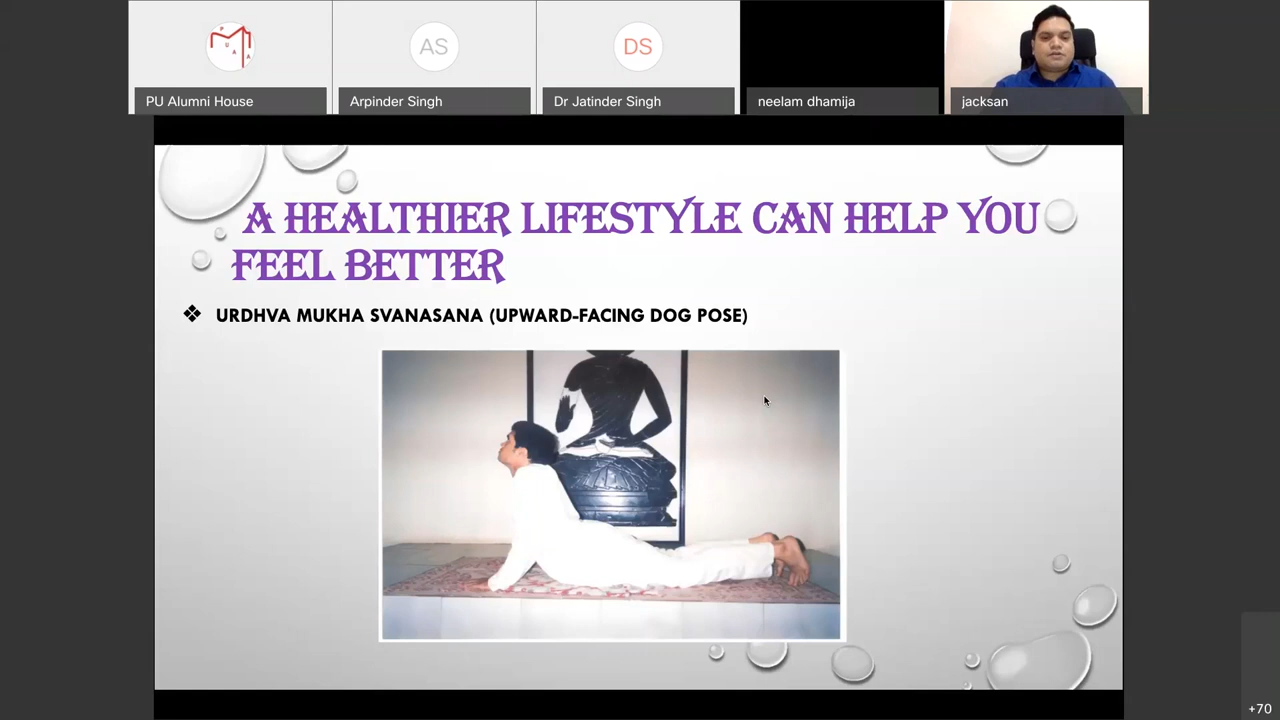 PU Alumni House
AS
Arpinder Singh
DS
Dr Jatinder Singh
neelam dhamija
jacksan
A HEALTHIER LIFESTYLE CAN HELP YOU
FEEL BETTER
❖ URDHVA MUKHA SVANASANA (UPWARD-FACING DOG POSE)
+70